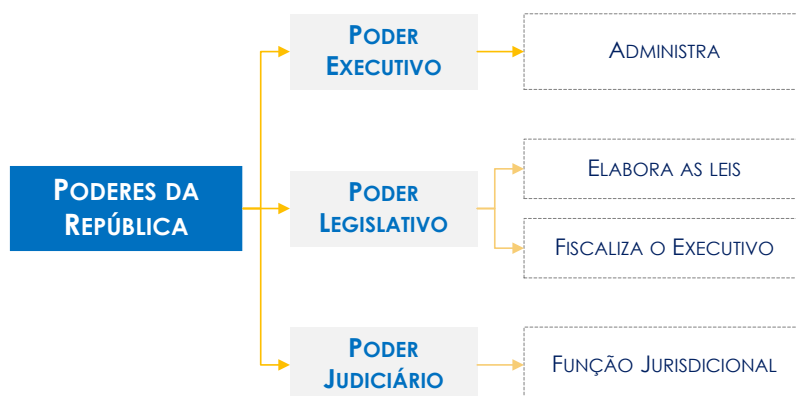 PODERES DA
REPÚBLICA
PODER
EXECUTIVO
ADMINISTRA
PODER
LEGISLATIVO
ELABORA AS LEIS
FISCALIZA O EXECUTIVO
PODER
JUDICIÁRIO
FUNÇÃO JURISDICIONAL